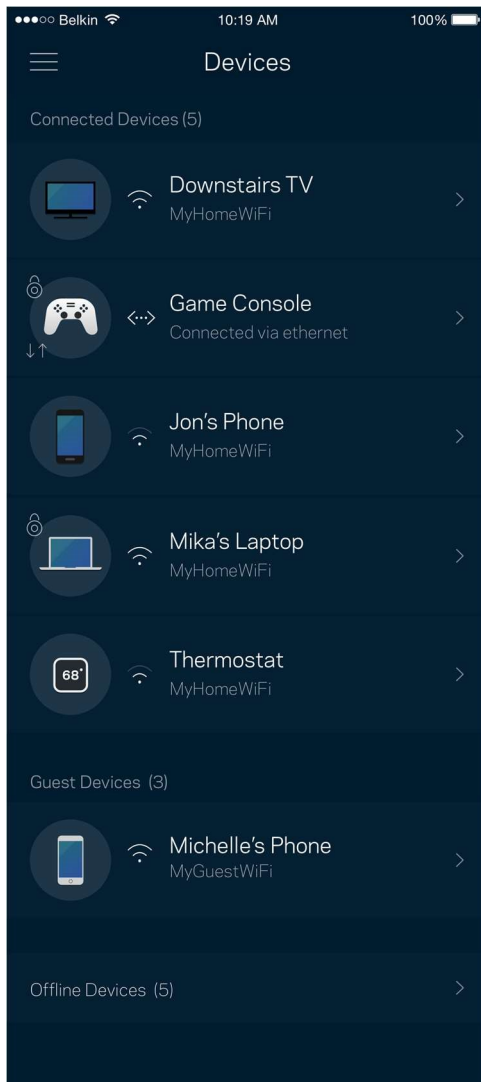 Belkin 10:19 AM 100%
Devices
Connected Devices (5)
Downstairs TV
MyHomeWiFi
Game Console
Connected via ethernet
Jon's Phone
MyHomeWiFi
Mika's Laptop
MyHomeWiFi
68°
Thermostat
MyHomeWiFi
Guest Devices (3)
Michelle's Phone
MyGuestWiFi
Offline Devices (5)